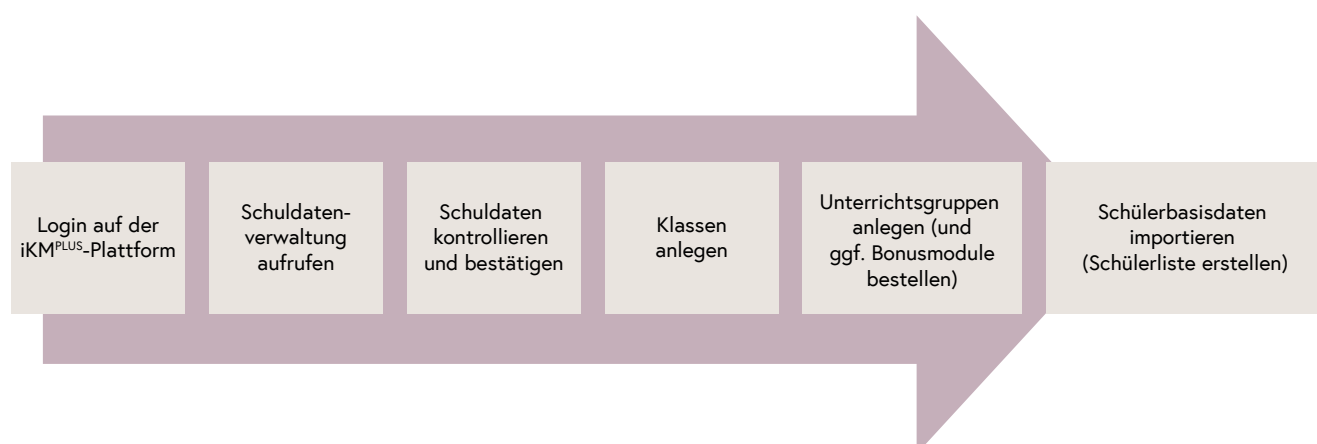 Login auf der
iKMPLUS-Plattform
Schuldaten-
verwaltung
aufrufen
Schuldaten
kontrollieren
und bestätigen
Klassen
anlegen
Unterrichtsgruppen
anlegen (und
ggf. Bonusmodule
bestellen)
Schülerbasisdaten
importieren
(Schülerliste erstellen)